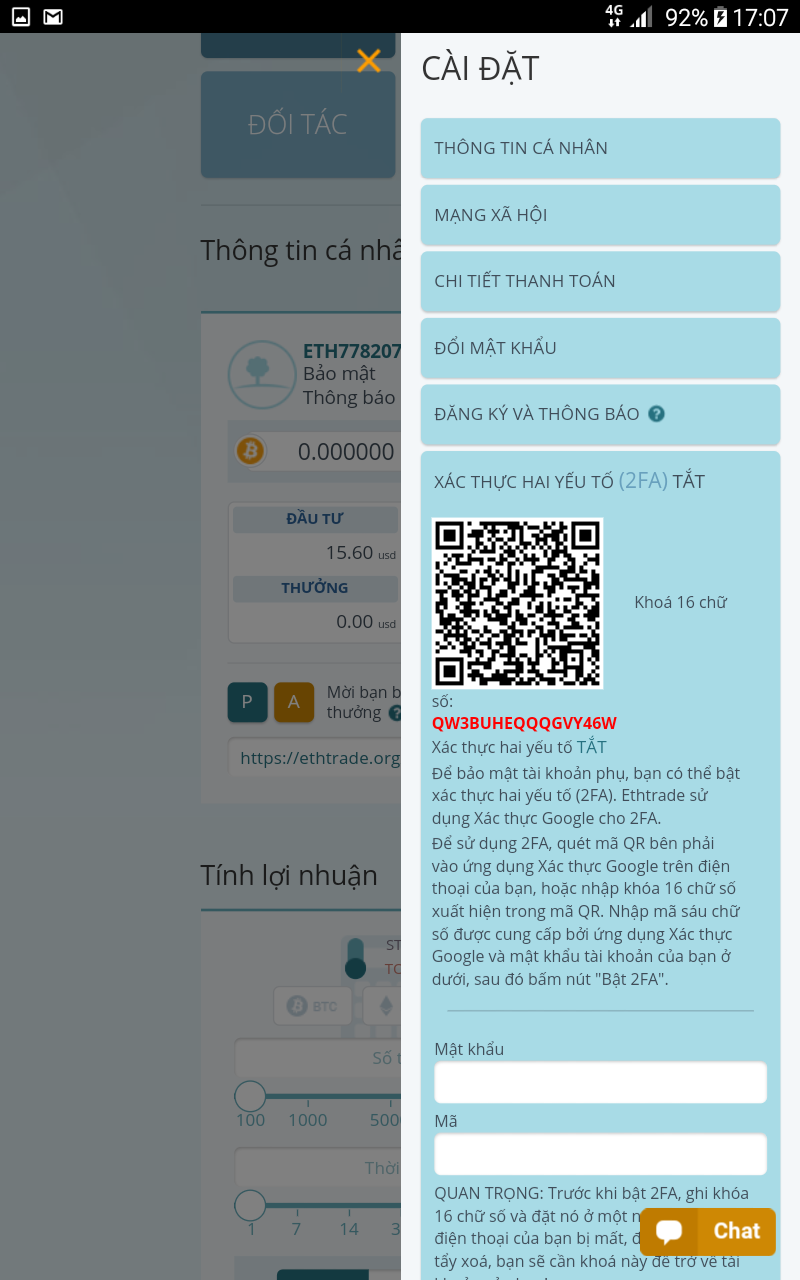 4G
92%
17:07
ĐỐI TÁC
Thông tin cá
ETH778207
Bảo mật
Thông báo
0.000000
ĐẦU TƯ
15.60 usd
THƯỞNG
0.00 usd
P
A
Mời bạn
thưởng ?
https://ethtrade.org
Tính lợi nhuận
BTC
Số
100 1000
1 7 14
CÀI ĐẶT
THÔNG TIN CÁ NHÂN
MẠNG XÃ HỘI
CHI TIẾT THANH TOÁN
ĐỔI MẬT KHẨU
ĐĂNG KÝ VÀ THÔNG BÁO ?
XÁC THỰC HAI YẾU TỐ (2FA) TẮT
Khoá 16 chữ
số:
QW3BUHEQQQGVY46W
Xác thực hai yếu tố TẮT
Để bảo mật tài khoản phụ, bạn có thể bật
xác thực hai yếu tố (2FA). Ethtrade sử
dụng Xác thực Google cho 2FA.
Để sử dụng 2FA, quét mã QR bên phải
vào ứng dụng Xác thực Google trên điện
thoại của bạn, hoặc nhập khóa 16 chữ số
xuất hiện trong mã QR. Nhập mã sáu chữ
số được cung cấp bởi ứng dụng Xác thực
Google và mật khẩu tài khoản của bạn ở
dưới, sau đó bấm nút "Bật 2FA".
Mật khẩu
Mã
QUAN TRỌNG: Trước khi bật 2FA, ghi khóa
16 chữ số và đặt nó ở một
điện thoại của bạn bị mất,
tẩy xoá, bạn sẽ cần khoá này để trở về tài
Chat